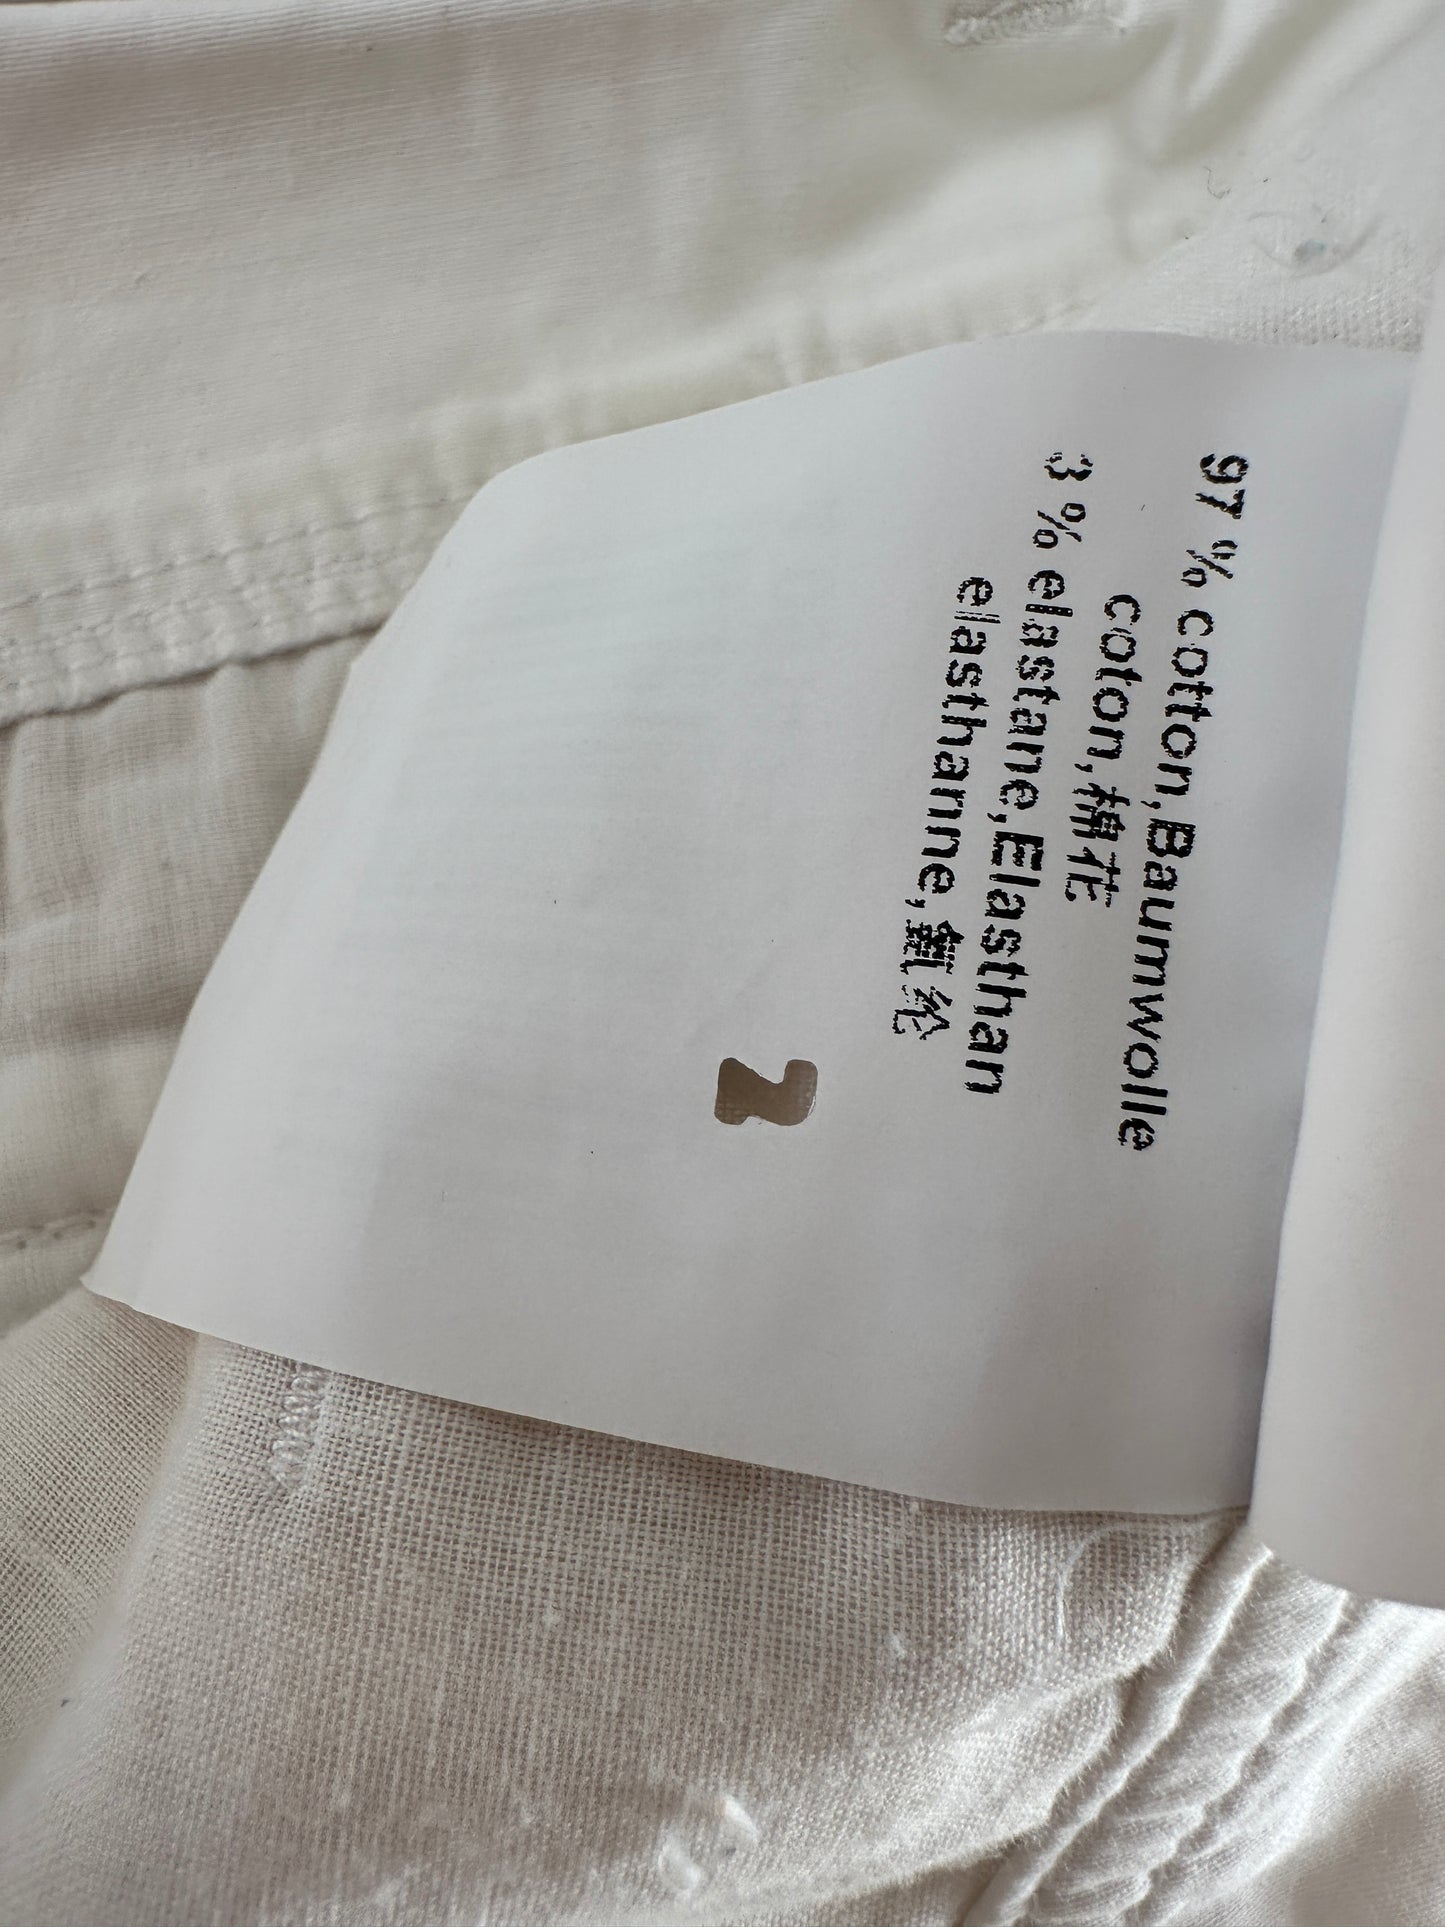 97 % cotton,Baumwolle
coton,棉花
3 % elastane,Elasthan
elasthanne,氨纶